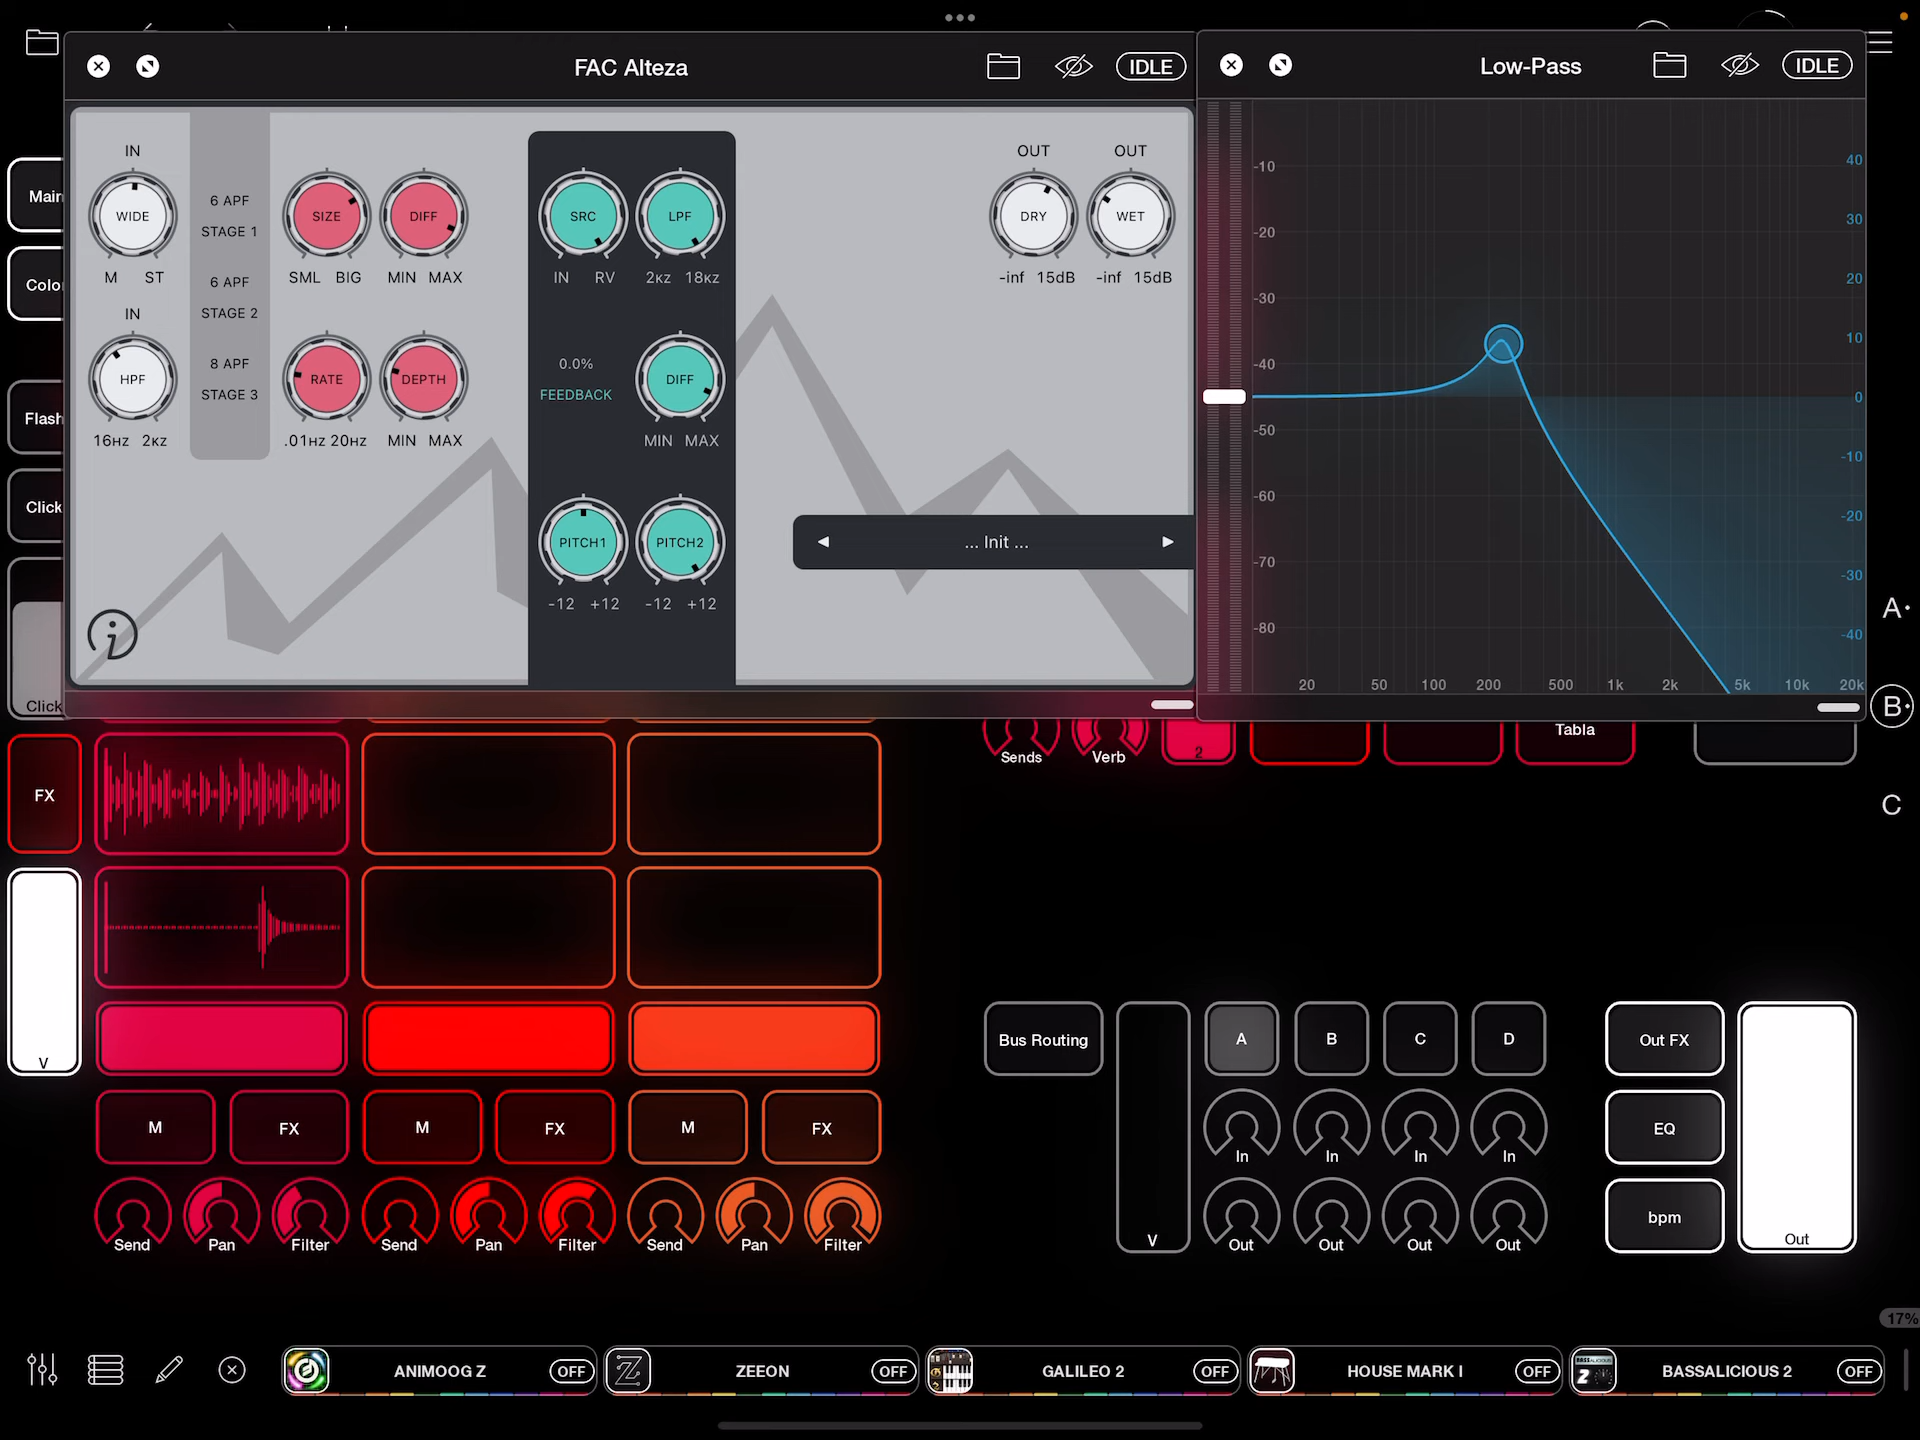 FAC Alteza
IDLE
Low-Pass
IDLE
IN
WIDE
M ST
IN
HPF
16HZ 2KZ
6 APF
STAGE 1
6 APF
STAGE 2
8 APF
STAGE 3
SIZE
SML BIG
DIFF
MIN MAX
RATE
.01HZ 20HZ
DEPTH
MIN MAX
SRC
IN RV
LPF
2KZ 18KZ
0.0%
FEEDBACK
DIFF
MIN MAX
PITCH1
-12 +12
PITCH2
-12 +12
OUT
DRY
-inf 15dB
OUT
WET
-inf 15dB
◀ ... Init ... ▶
-10
-20
-30
-40
-50
-60
-70
-80
40
30
20
10
0
-10
-20
-30
-40
20 50 100 200 500 1k 2k 5k 10k 20k
Main
Colo
Flash
Click
Click
FX
V
A
B
C
Sends
Verb
2
Tabla
M FX M FX M FX
Send Pan Filter Send Pan Filter Send Pan Filter
Bus Routing
V
A B C D
In In In In
Out Out Out Out
Out FX
EQ
bpm
Out
17%
ANIMOOG Z OFF
ZEEON OFF
GALILEO 2 OFF
HOUSE MARK I OFF
BASSALICIOUS 2 OFF